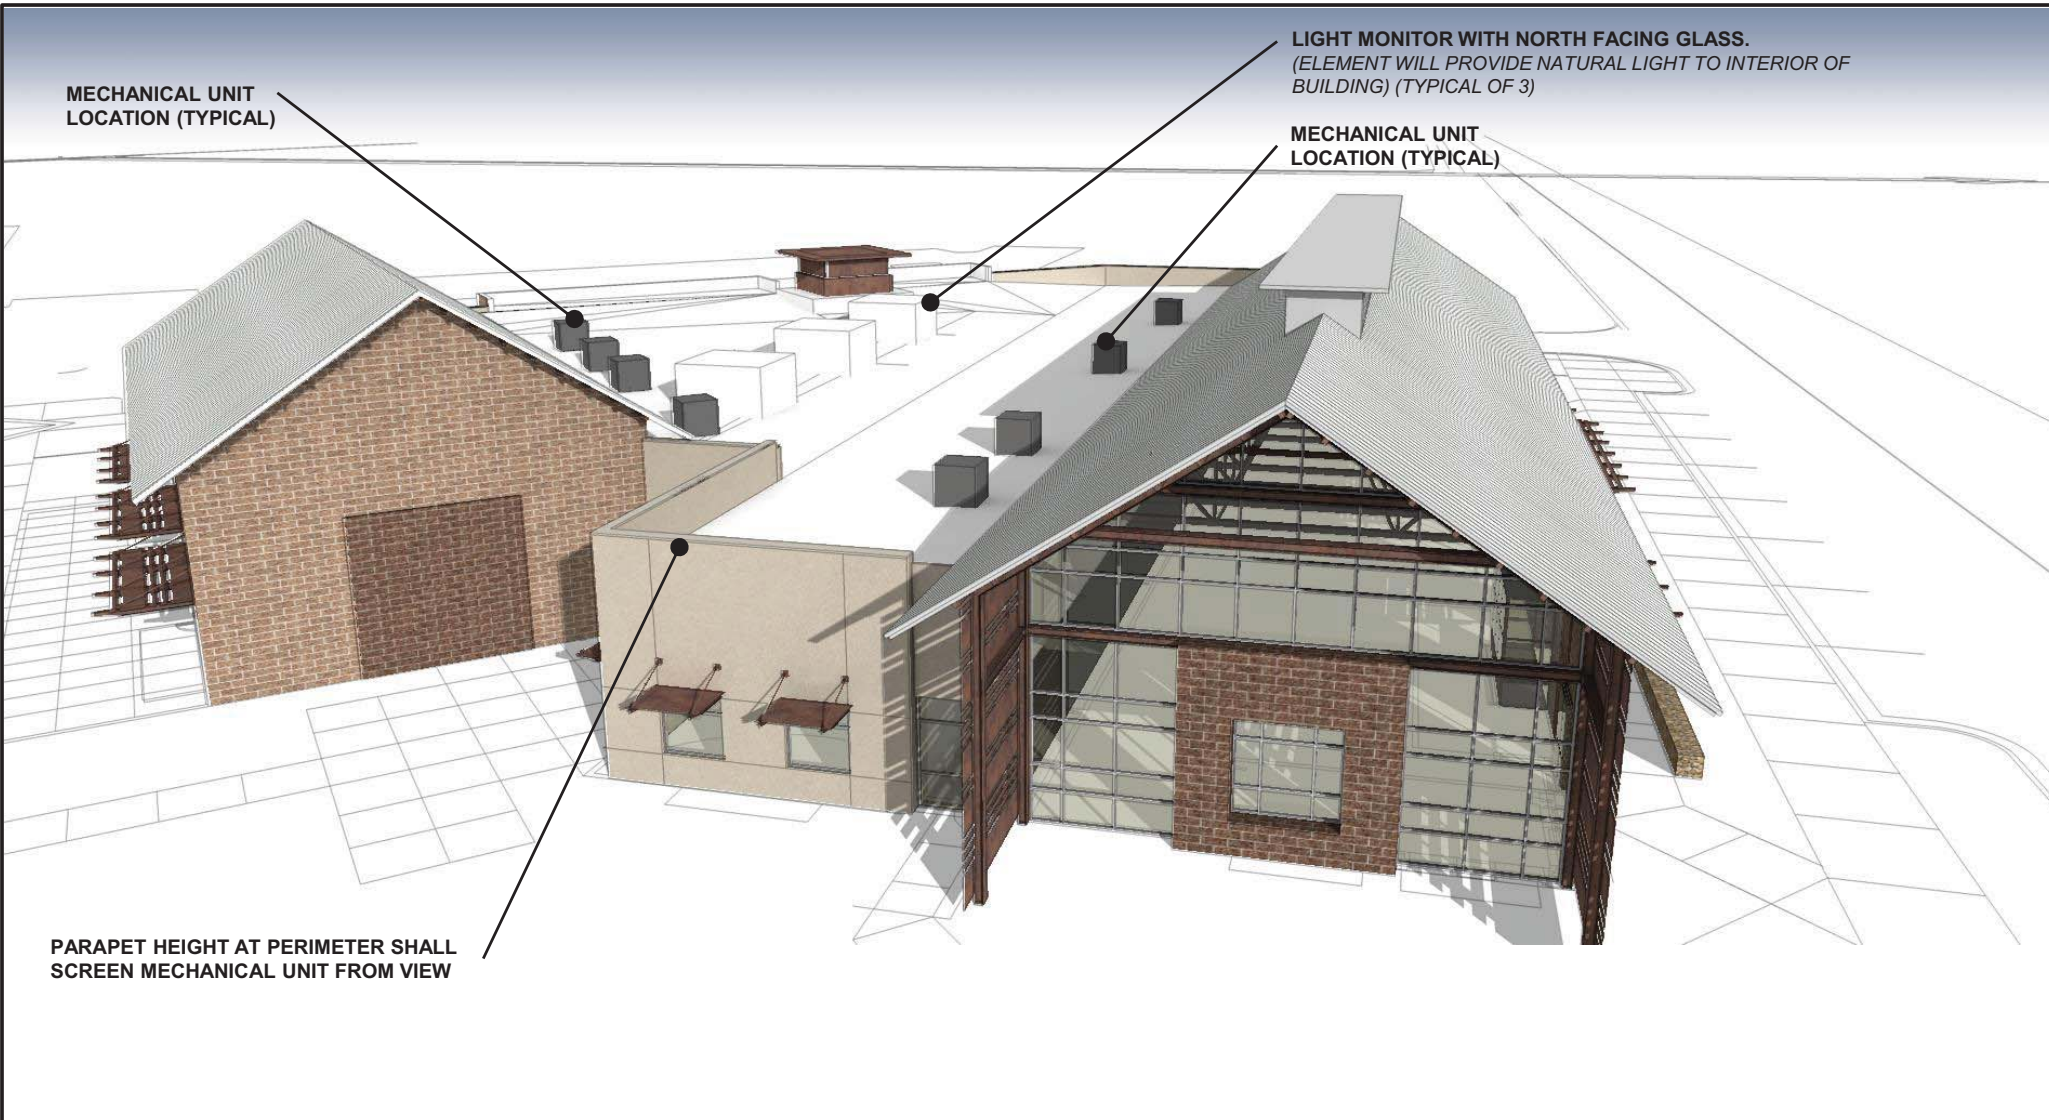 LIGHT MONITOR WITH NORTH FACING GLASS.
(ELEMENT WILL PROVIDE NATURAL LIGHT TO INTERIOR OF
BUILDING) (TYPICAL OF 3)
MECHANICAL UNIT
LOCATION (TYPICAL)
MECHANICAL UNIT
LOCATION (TYPICAL)
PARAPET HEIGHT AT PERIMETER SHALL
SCREEN MECHANICAL UNIT FROM VIEW